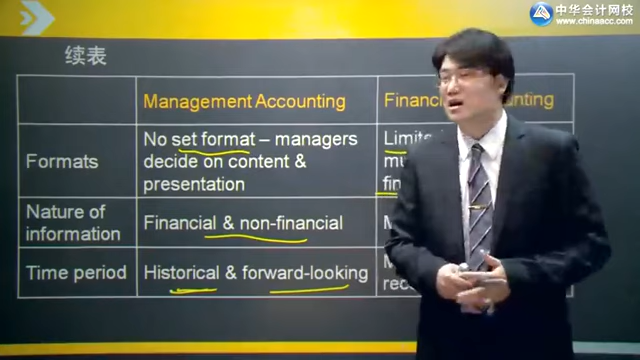 中华会计网校
www.chinaacc.com
续表
Management Accounting
Formats
No set format – managers
decide on content &
presentation
Nature of
information
Financial & non-financial
Time period
Historical & forward-looking